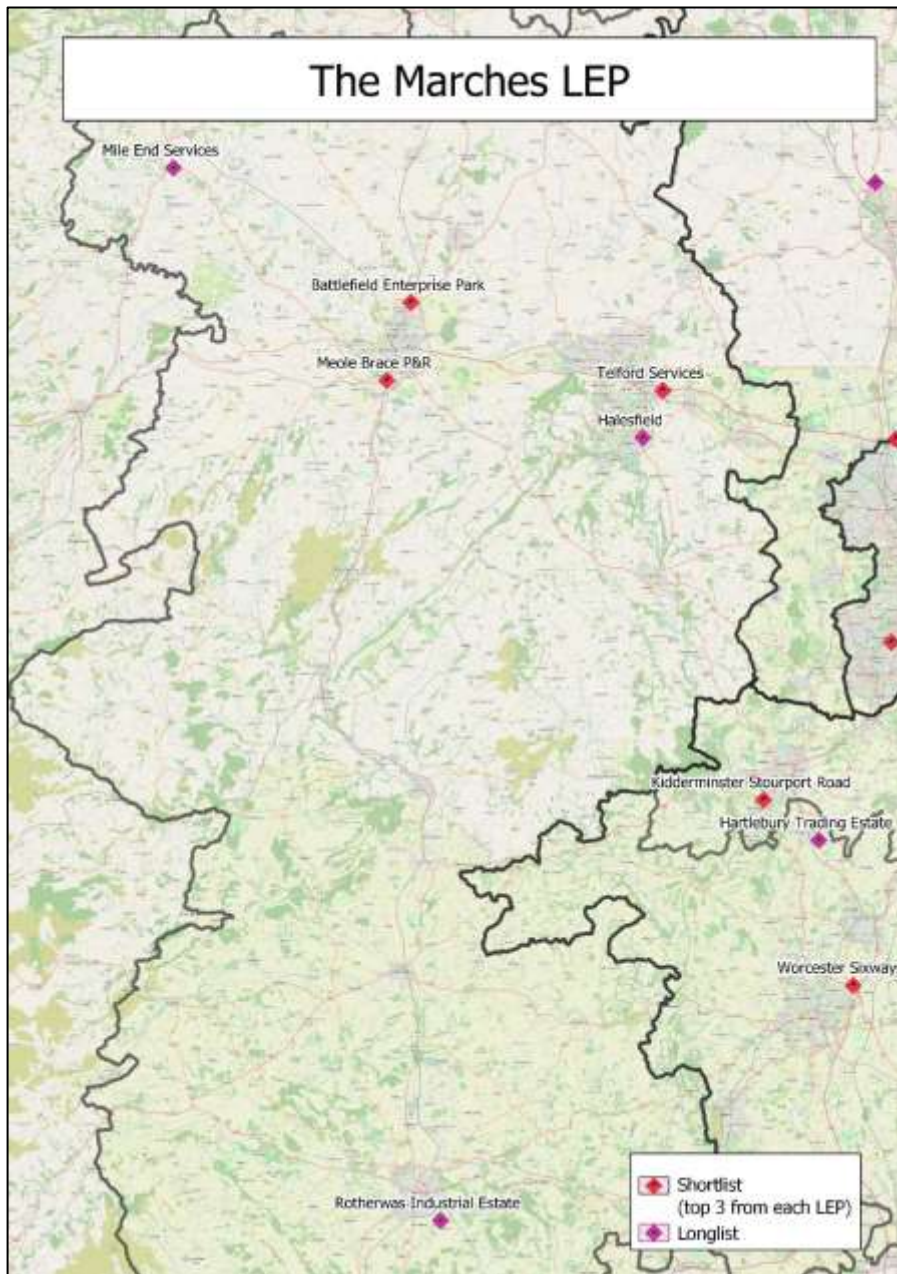 The Marches LEP
Mile End Services
Battlefield Enterprise Park
Meole Brace P&R
Telford Services
Halesfield
Kidderminster Stourport Road
Hartlebury Trading Estate
Worcester Sixway
Rotherwas Industrial Estate
Shortlist
(top 3 from each LEP)
Longlist